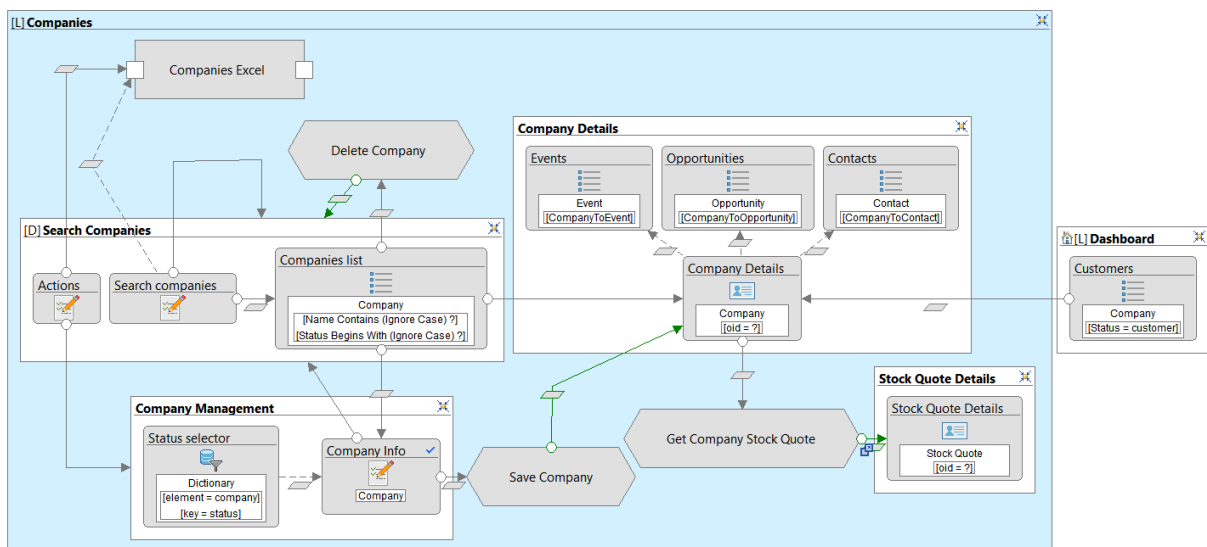 [L] Companies
Companies Excel
Delete Company
Company Details
Events
Event
[CompanyToEvent]
Opportunities
Opportunity
[CompanyToOpportunity]
Contacts
Contact
[CompanyToContact]
[D] Search Companies
Actions
Search companies
Companies list
Company
[Name Contains (Ignore Case) ?]
[Status Begins With (Ignore Case) ?]
Company Details
Company
[oid = ?]
[L] Dashboard
Customers
Company
[Status = customer]
Company Management
Status selector
Dictionary
[element = company]
[key = status]
Company Info
Company
Save Company
Get Company Stock Quote
Stock Quote Details
Stock Quote Details
Stock Quote
[oid = ?]